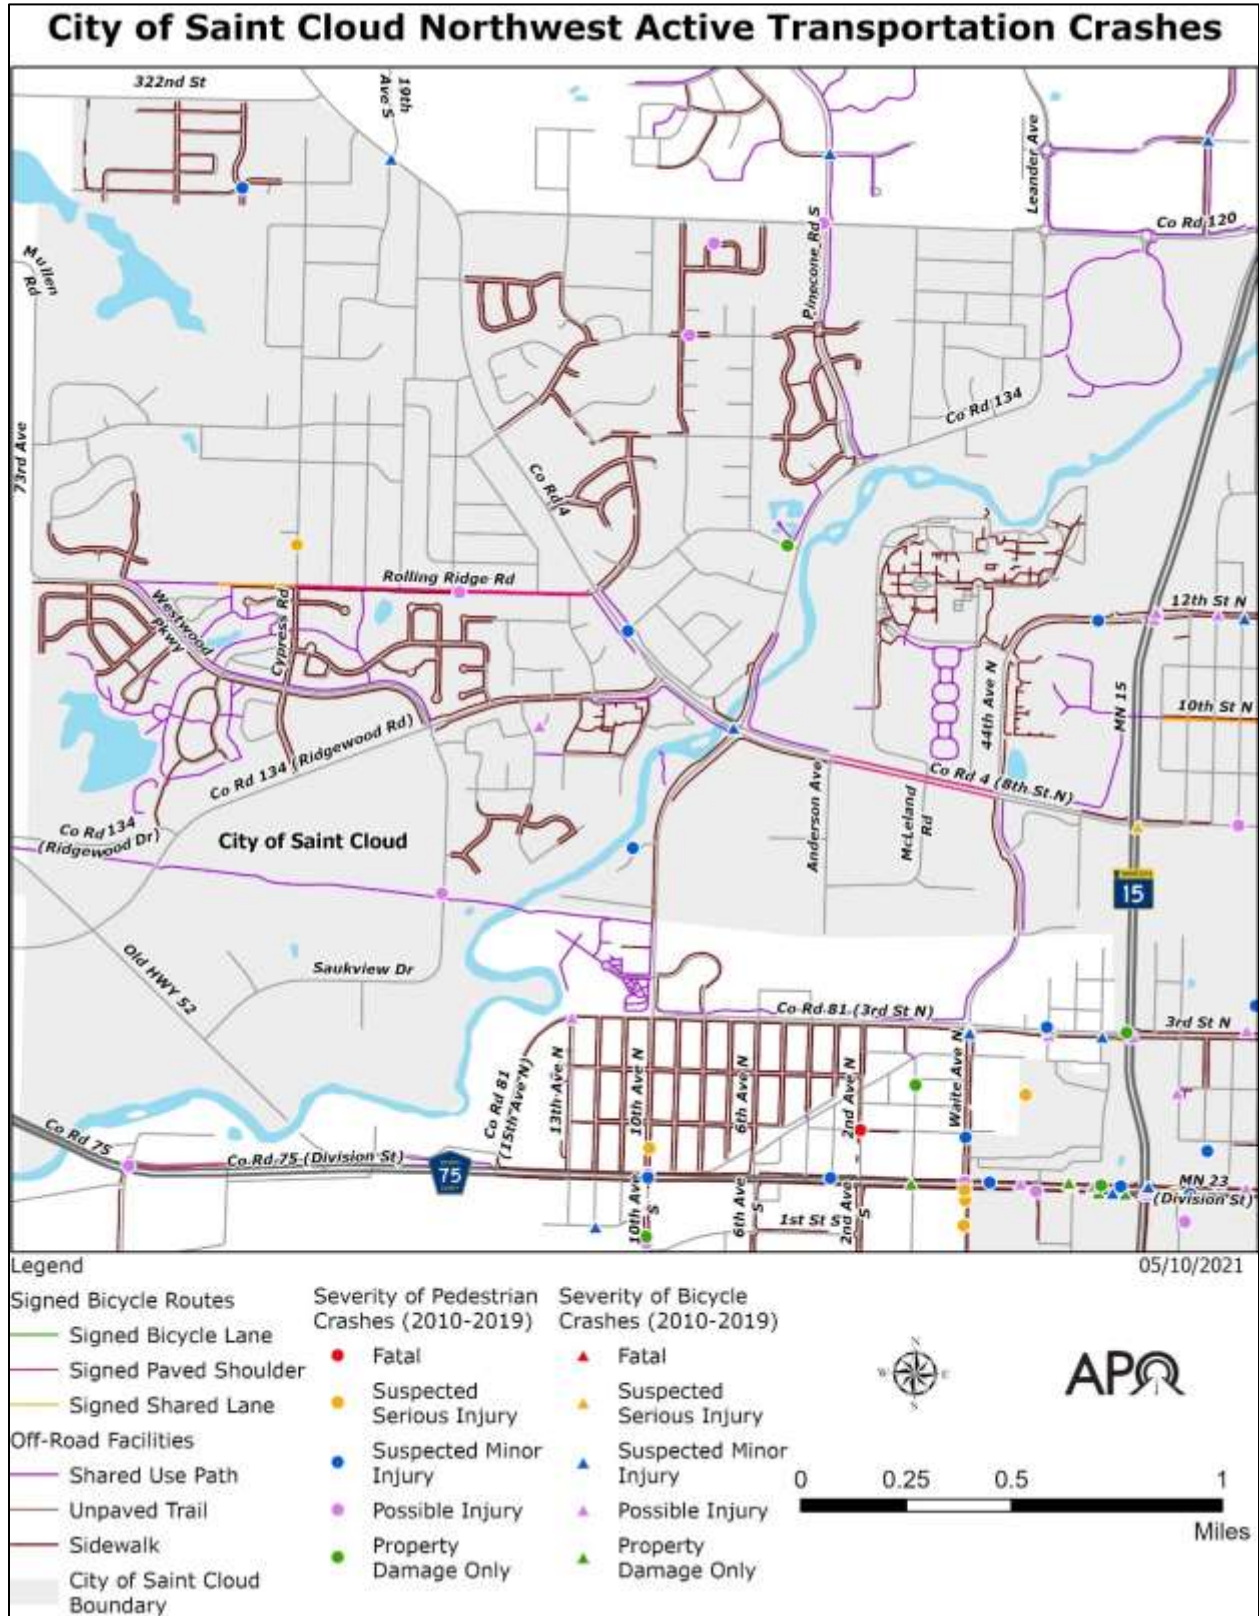 City of Saint Cloud Northwest Active Transportation Crashes
322nd St
19th
Ave S
Leander Ave
Co Rd 120
Pinecone Rd S
Mullen
Rd
Co Rd 134
73rd Ave
Co Rd 4
Rolling Ridge Rd
12th St N
Westwood
Pkwy
Cypress Rd
44th Ave N
MN 15
10th St N
Co Rd 134 (Ridgewood Rd)
Co Rd 4 (8th St N)
Co Rd 134
(Ridgewood Dr)
City of Saint Cloud
Anderson Ave
McLeland
Rd
15
Old HWY 52
Saukview Dr
Co Rd 81 (3rd St N)
3rd St N
Co Rd 81
(15th Ave N)
13th Ave N
10th Ave N
6th Ave N
2nd Ave N
Waite Ave N
Co Rd 75
Co Rd 75 (Division St)
75
MN 23
(Division St)
10th Ave
S
6th Ave
S
1st St S
2nd Ave
S
Legend
05/10/2021
Signed Bicycle Routes
Signed Bicycle Lane
Signed Paved Shoulder
Signed Shared Lane
Off-Road Facilities
Shared Use Path
Unpaved Trail
Sidewalk
City of Saint Cloud
Boundary
Severity of Pedestrian
Crashes (2010-2019)
Fatal
Suspected
Serious Injury
Suspected Minor
Injury
Possible Injury
Property
Damage Only
Severity of Bicycle
Crashes (2010-2019)
Fatal
Suspected
Serious Injury
Suspected Minor
Injury
Possible Injury
Property
Damage Only
N
W
E
S
APO
0 0.25 0.5 1
Miles